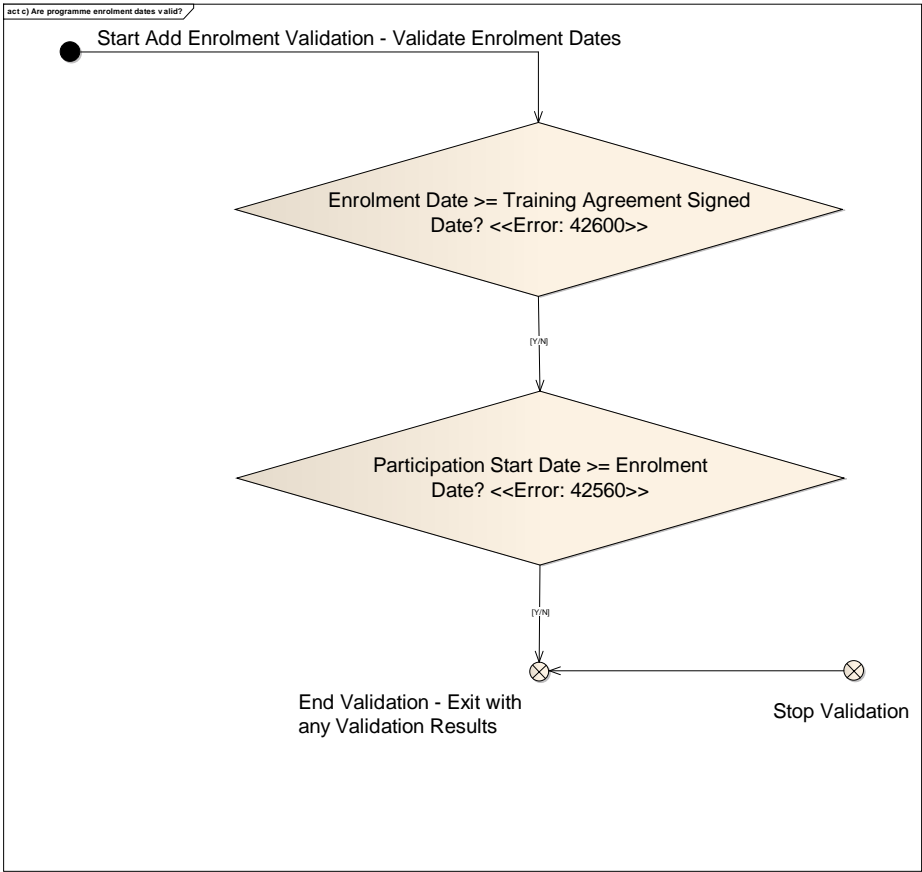 act c) Are programme enrolment dates valid?
Start Add Enrolment Validation - Validate Enrolment Dates
Enrolment Date >= Training Agreement Signed
Date? <<Error: 42600>>
[Y/N]
Participation Start Date >= Enrolment
Date? <<Error: 42560>>
[Y/N]
End Validation - Exit with
any Validation Results
Stop Validation